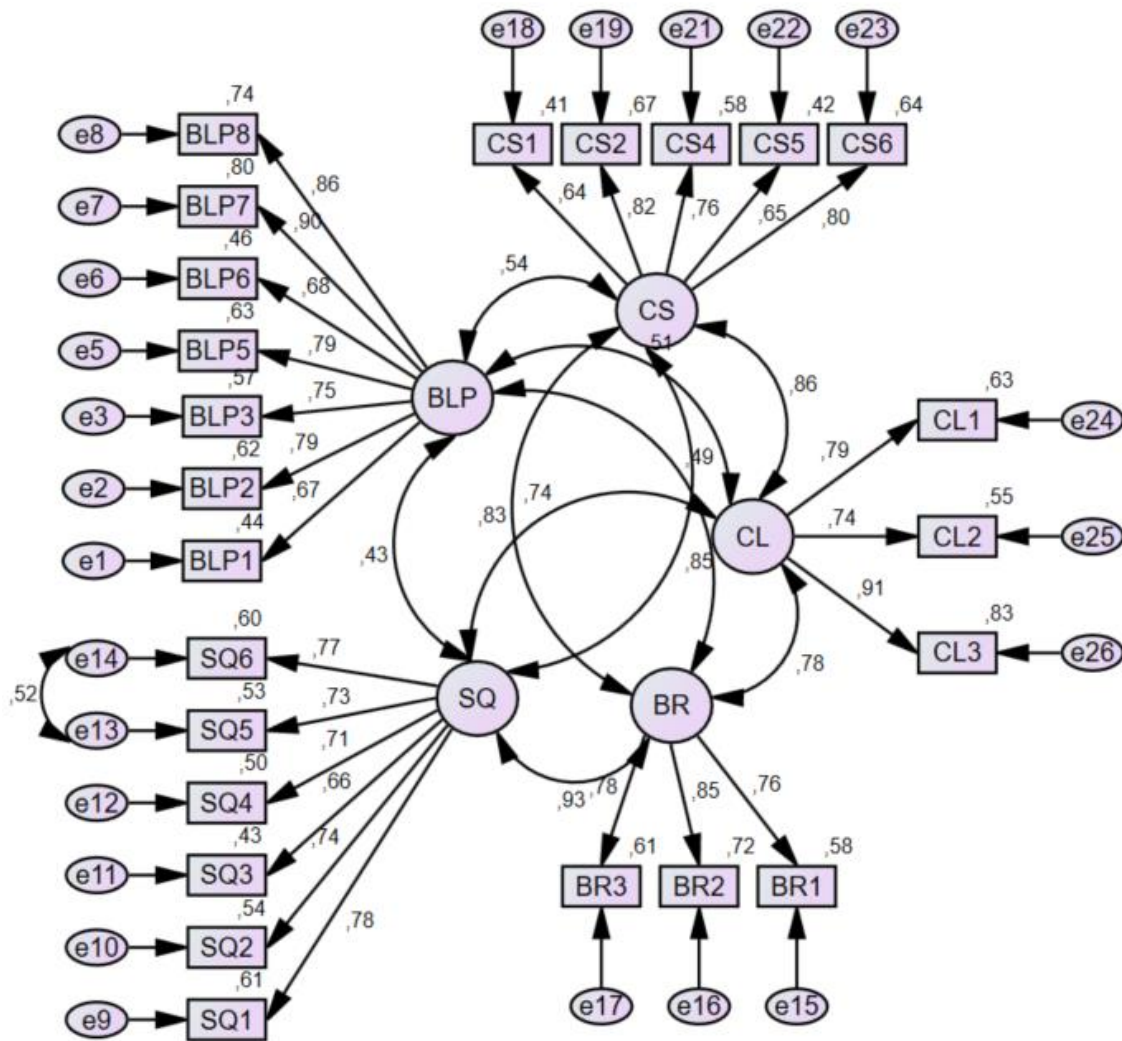 e18 e19 e21 e22 e23
,41 ,67 ,58 ,42 ,64
CS1 CS2 CS4 CS5 CS6
,64 ,82 ,76 ,65 ,80
,74
e8 BLP8
,80
e7 BLP7
,86
,90
,46
e6 BLP6
,68
,63
e5 BLP5
,79
,57
e3 BLP3
,75
,62
e2 BLP2
,79
,44
e1 BLP1
,67
BLP
,54
CS
,51
,86
,63
CL1 e24
,79
,55
CL2 e25
,74
,83
CL3 e26
,91
CL
,49
,74
,83
,85
,43
,78
,60
e14 SQ6
,77
,52
,53
e13 SQ5
,73
,50
e12 SQ4
,71
,43
e11 SQ3
,66
,54
e10 SQ2
,74
,61
e9 SQ1
,78
SQ
BR
,93
,78 ,85 ,76
,61 ,72 ,58
BR3 BR2 BR1
e17 e16 e15